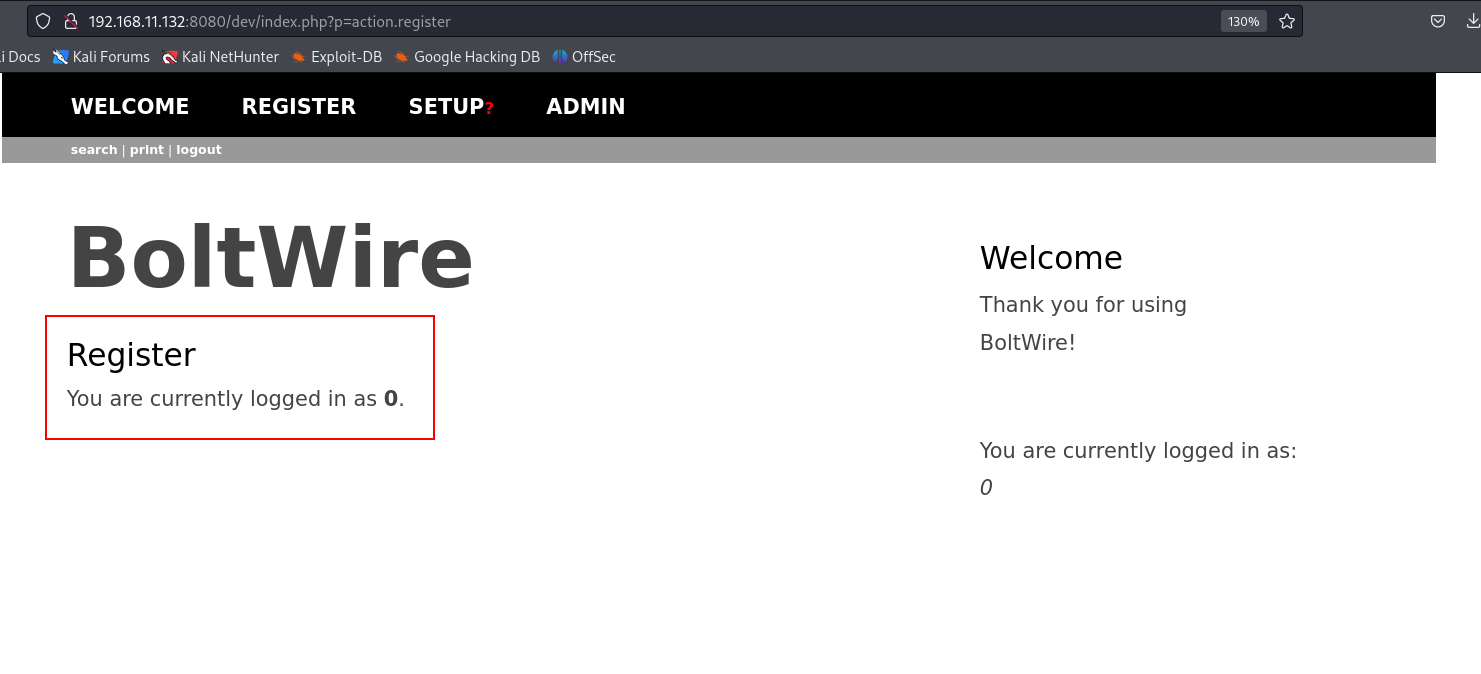 192.168.11.132:8080/dev/index.php?p=action.register
130%
i Docs
Kali Forums
Kali NetHunter
Exploit-DB
Google Hacking DB
OffSec
WELCOME
REGISTER
SETUP?
ADMIN
search | print | logout
BoltWire
Register
You are currently logged in as 0.
Welcome
Thank you for using
BoltWire!
You are currently logged in as:
0